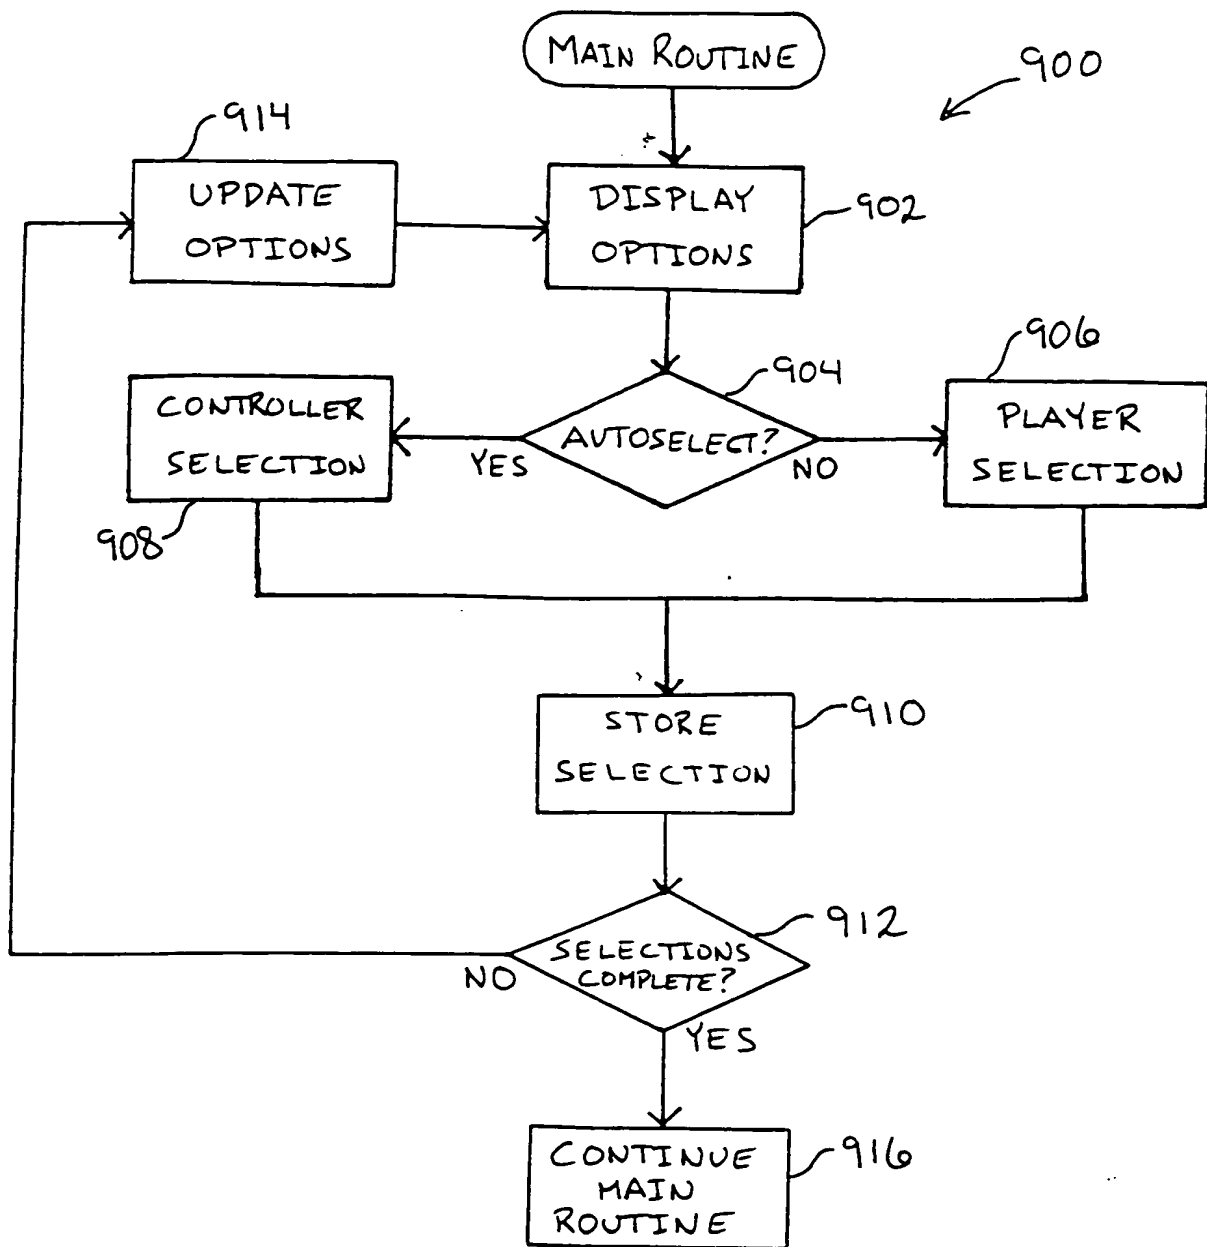 MAIN ROUTINE
900
914
UPDATE
OPTIONS
DISPLAY
OPTIONS
902
906
904
CONTROLLER
SELECTION
908
AUTOSELECT?
YES
NO
PLAYER
SELECTION
STORE
SELECTION
910
912
SELECTIONS
COMPLETE?
NO
YES
CONTINUE
MAIN
ROUTINE
916